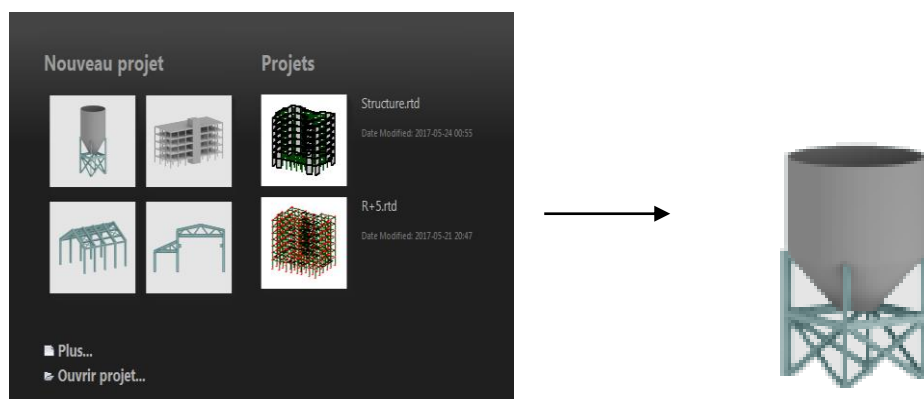 Nouveau projet
Projets
Structure.rtd
Date Modified: 2017-05-24 00:55
R+5.rtd
Date Modified: 2017-05-21 20:47
Plus...
Ouvrir projet...